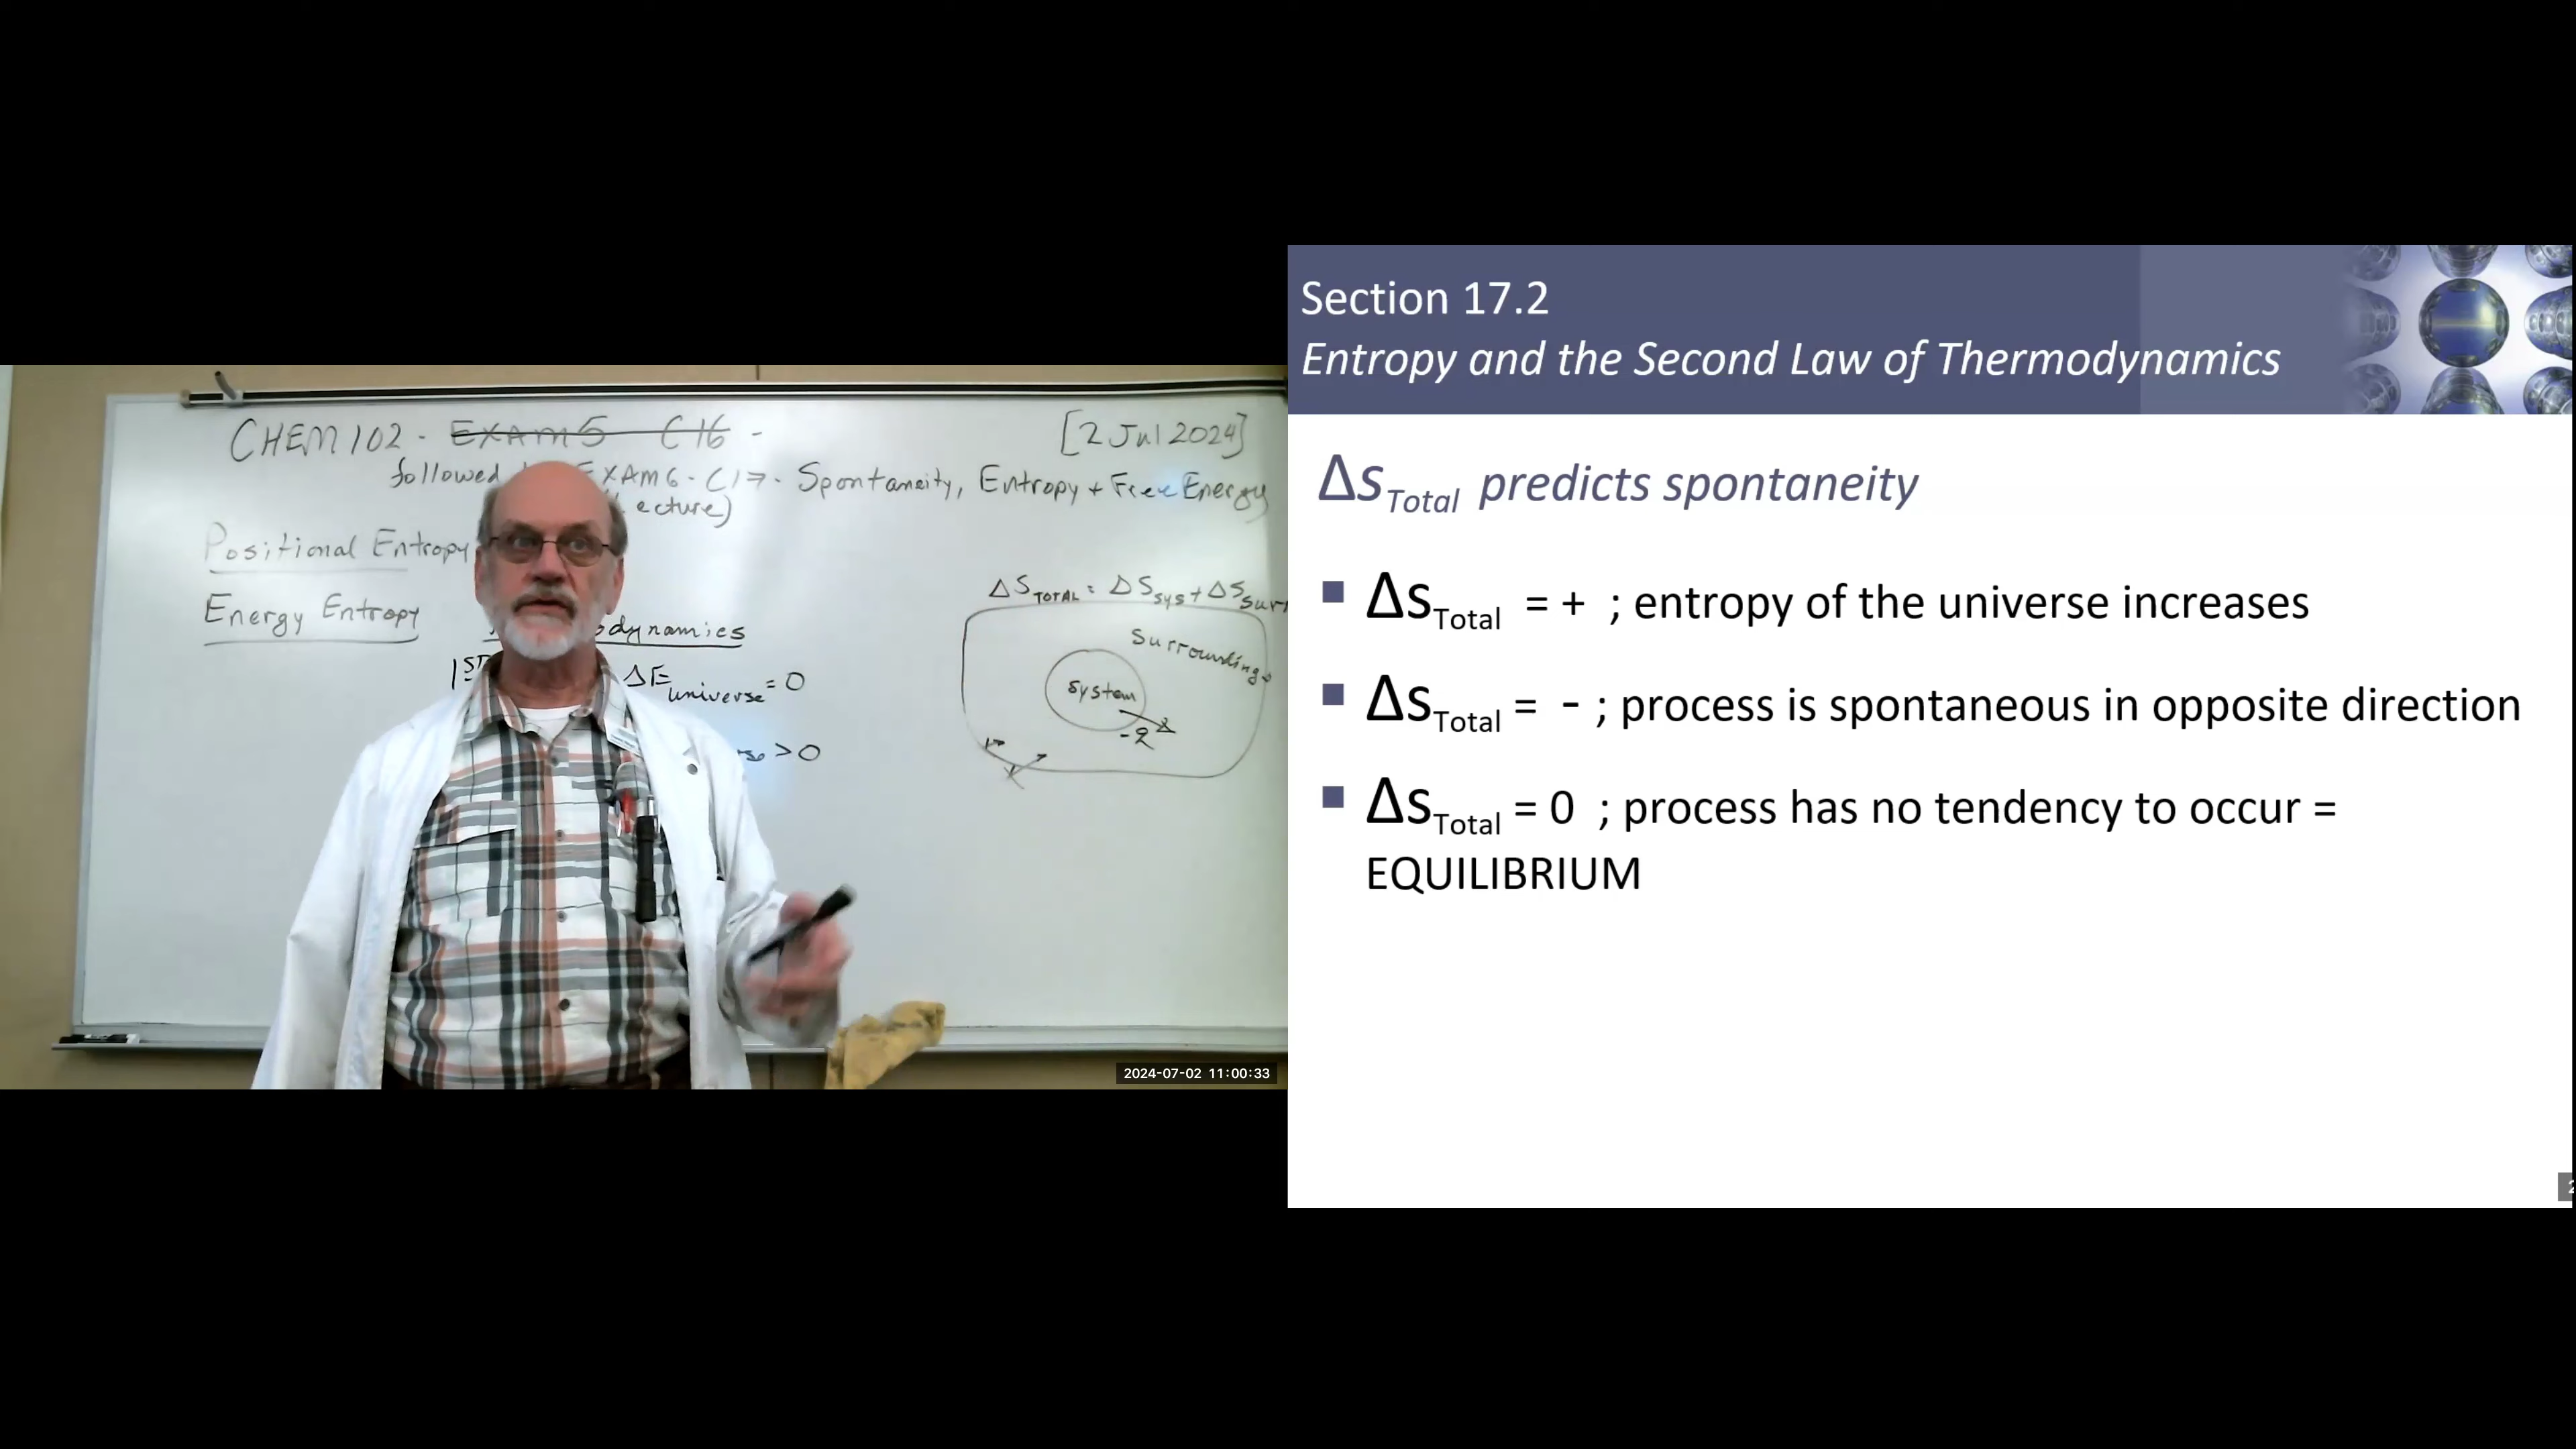 CHEM 102 - EXAM 5 C 16 -
[2 Jul 2024]
followed EXAM 6 - C 17 - Spontaneity, Entropy + Free Energy
ecture)
Positional Entropy
Energy Entropy
dynamics
1ST ΔE universe = 0
> 0
ΔS TOTAL = ΔS sys + ΔS surr
Surroundings
system
-q
2024-07-02 11:00:33
Section 17.2
Entropy and the Second Law of Thermodynamics
Δs Total predicts spontaneity
Δs Total = + ; entropy of the universe increases
Δs Total = - ; process is spontaneous in opposite direction
Δs Total = 0 ; process has no tendency to occur =
EQUILIBRIUM